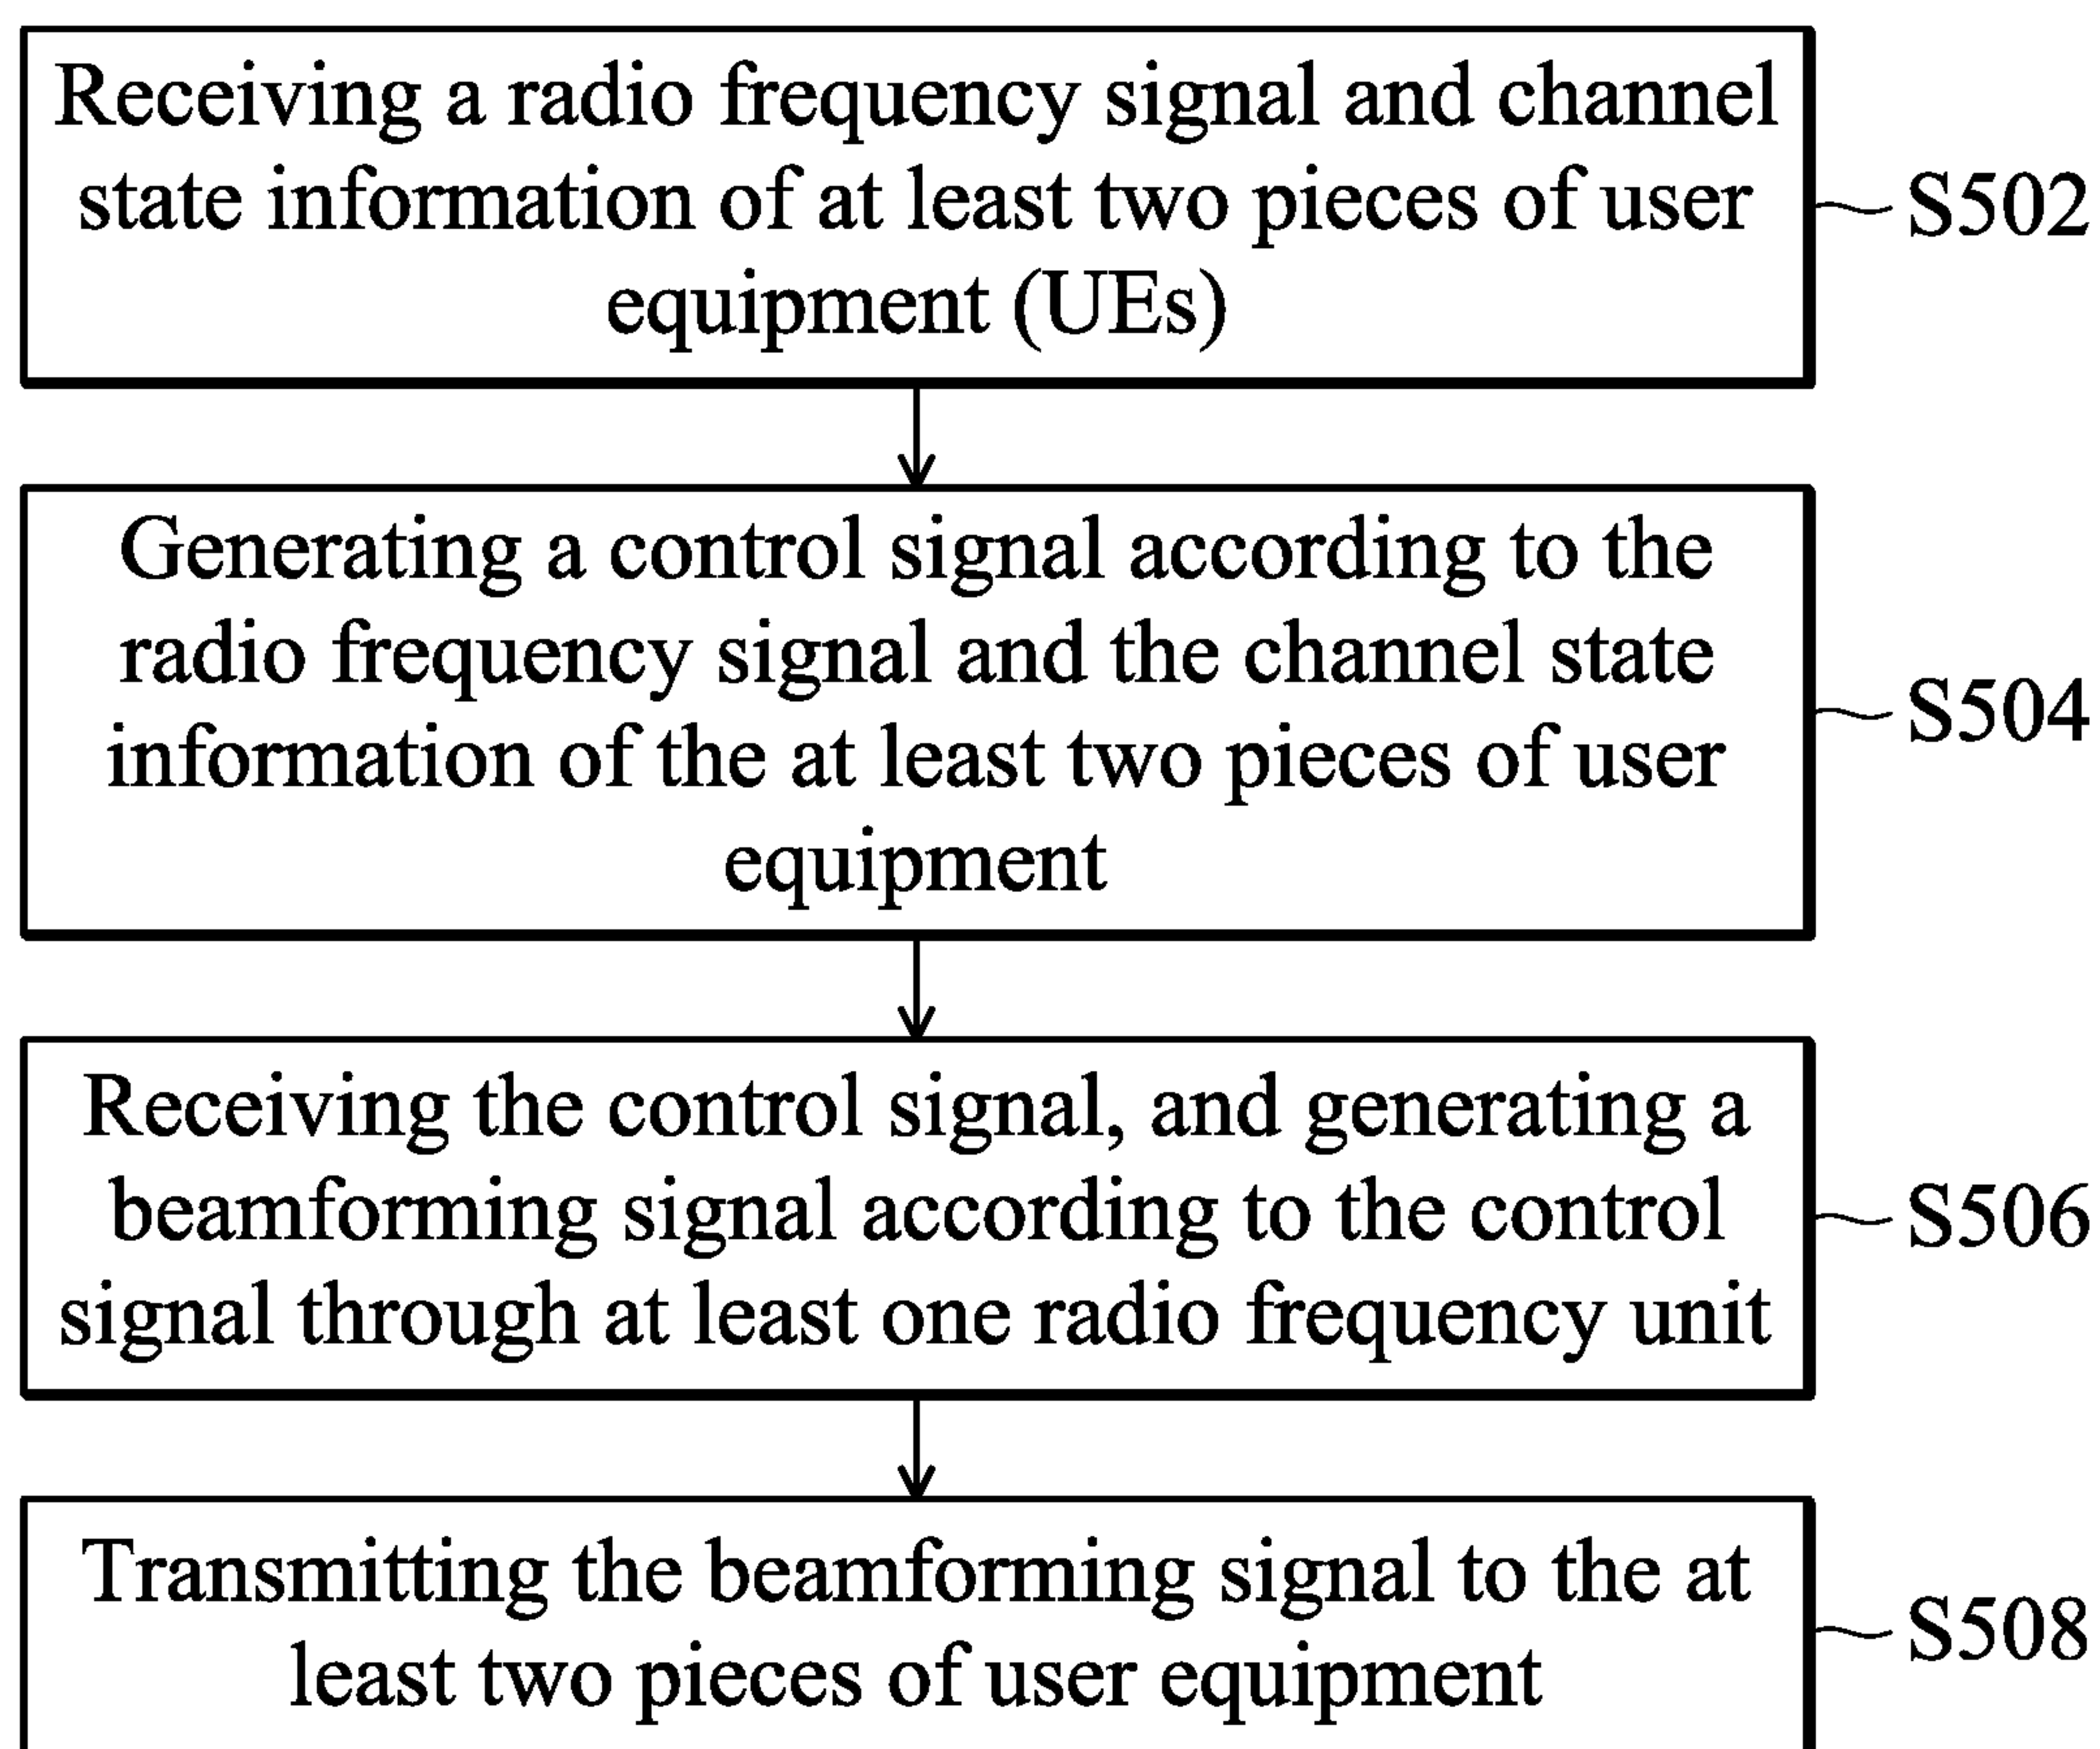 Receiving a radio frequency signal and channel
state information of at least two pieces of user
equipment (UEs)
S502
Generating a control signal according to the
radio frequency signal and the channel state
information of the at least two pieces of user
equipment
S504
Receiving the control signal, and generating a
beamforming signal according to the control
signal through at least one radio frequency unit
S506
Transmitting the beamforming signal to the at
least two pieces of user equipment
S508